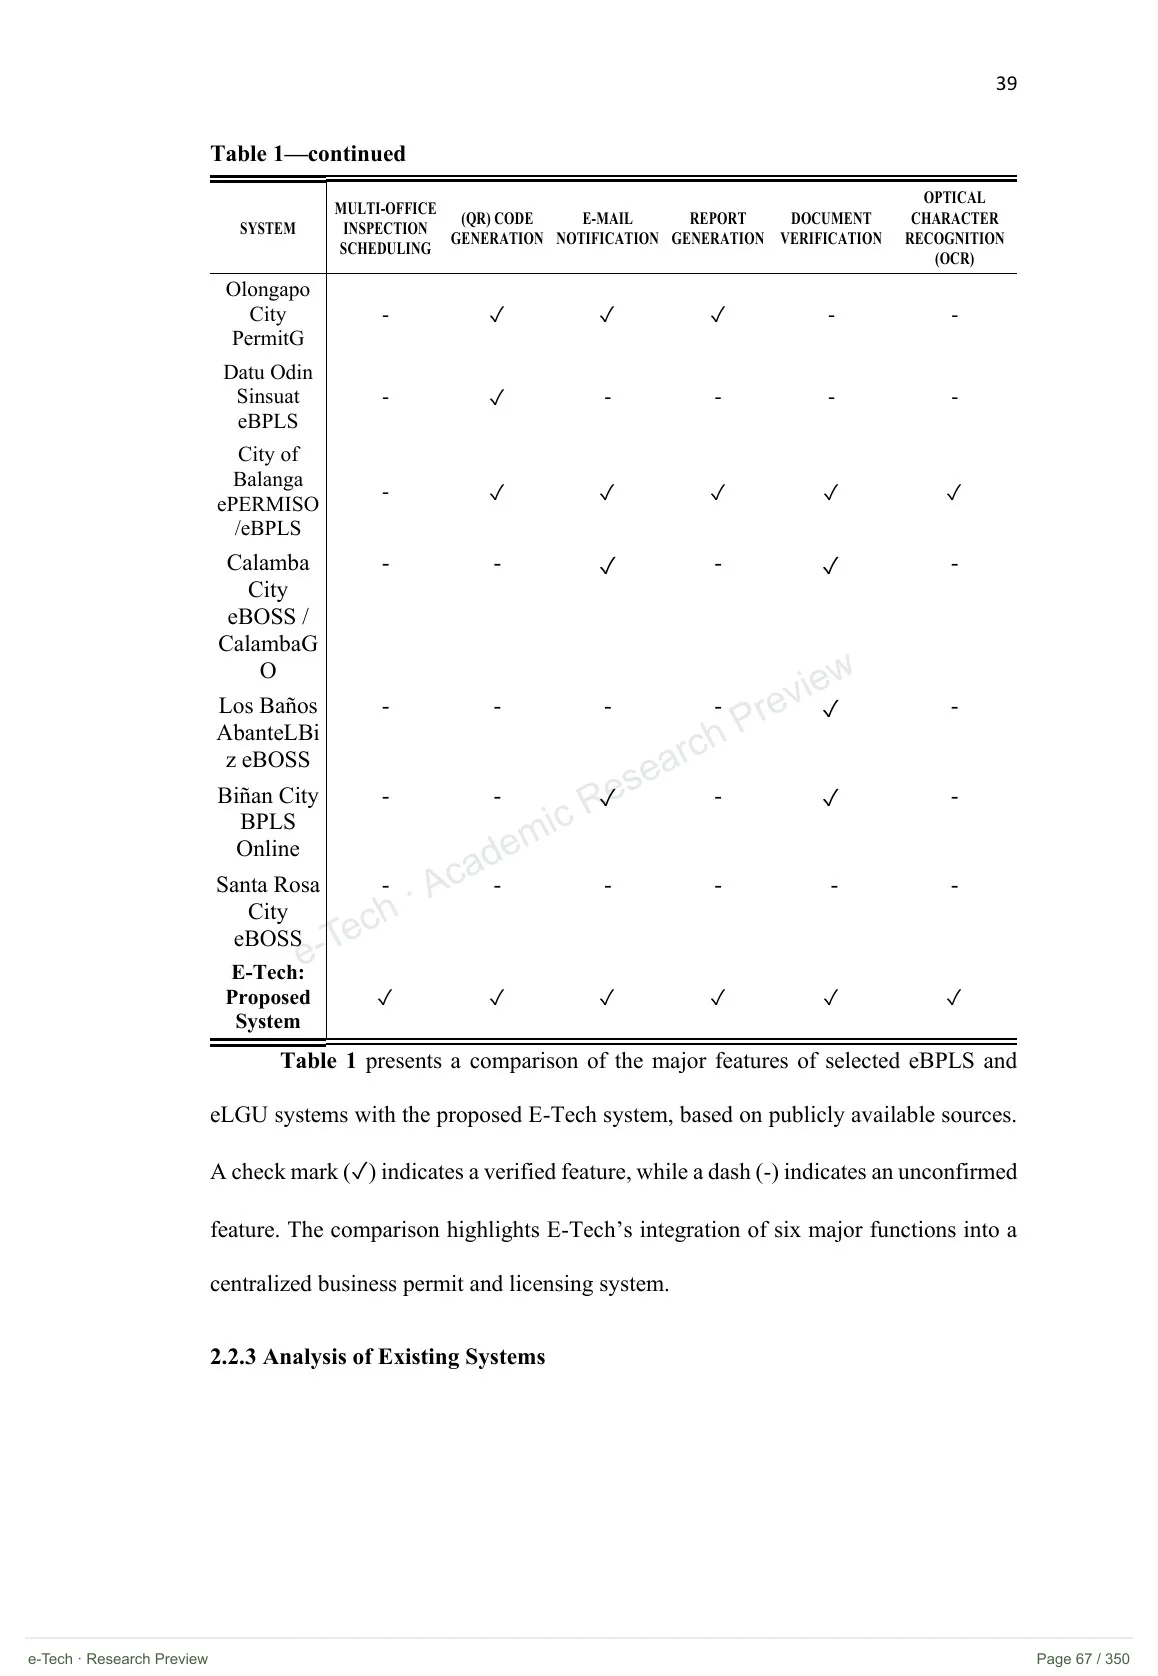 39
Table 1—continued
SYSTEM
MULTI-OFFICE
INSPECTION
SCHEDULING
(QR) CODE
GENERATION
E-MAIL
NOTIFICATION
REPORT
GENERATION
DOCUMENT
VERIFICATION
OPTICAL
CHARACTER
RECOGNITION
(OCR)
Olongapo
City
PermitG
- ✓ ✓ ✓ - -
Datu Odin
Sinsuat
eBPLS
- ✓ - - - -
City of
Balanga
ePERMISO
/eBPLS
- ✓ ✓ ✓ ✓ ✓
Calamba
City
eBOSS /
CalambaG
O
- - ✓ - ✓ -
Los Baños
AbanteLBi
z eBOSS
- - - - ✓ -
Biñan City
BPLS
Online
- - ✓ - ✓ -
Santa Rosa
City
eBOSS
- - - - - -
E-Tech:
Proposed
System
✓ ✓ ✓ ✓ ✓ ✓
e-Tech · Academic Research Preview
Table 1 presents a comparison of the major features of selected eBPLS and
eLGU systems with the proposed E-Tech system, based on publicly available sources.
A check mark (✓) indicates a verified feature, while a dash (-) indicates an unconfirmed
feature. The comparison highlights E-Tech’s integration of six major functions into a
centralized business permit and licensing system.
2.2.3 Analysis of Existing Systems
e-Tech · Research Preview
Page 67 / 350